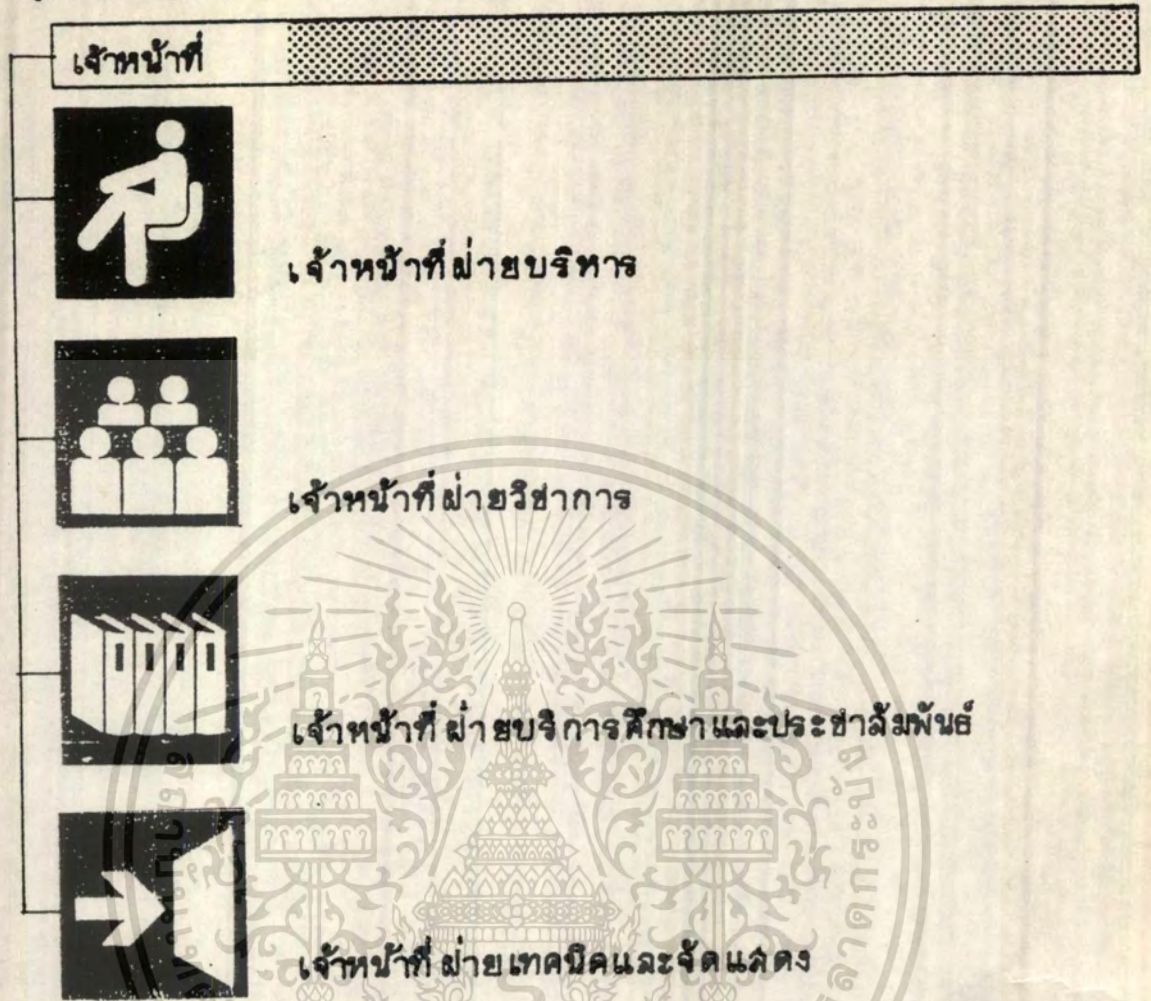 เจ้าหน้าที่
เจ้าหน้าที่ฝ่ายบริหาร
เจ้าหน้าที่ฝ่ายวิชาการ
เจ้าหน้าที่ ฝ่ายบริการศึกษาและประชาสัมพันธ์
เจ้าหน้าที่ ฝ่ายเทคนิคและจัดแสดง